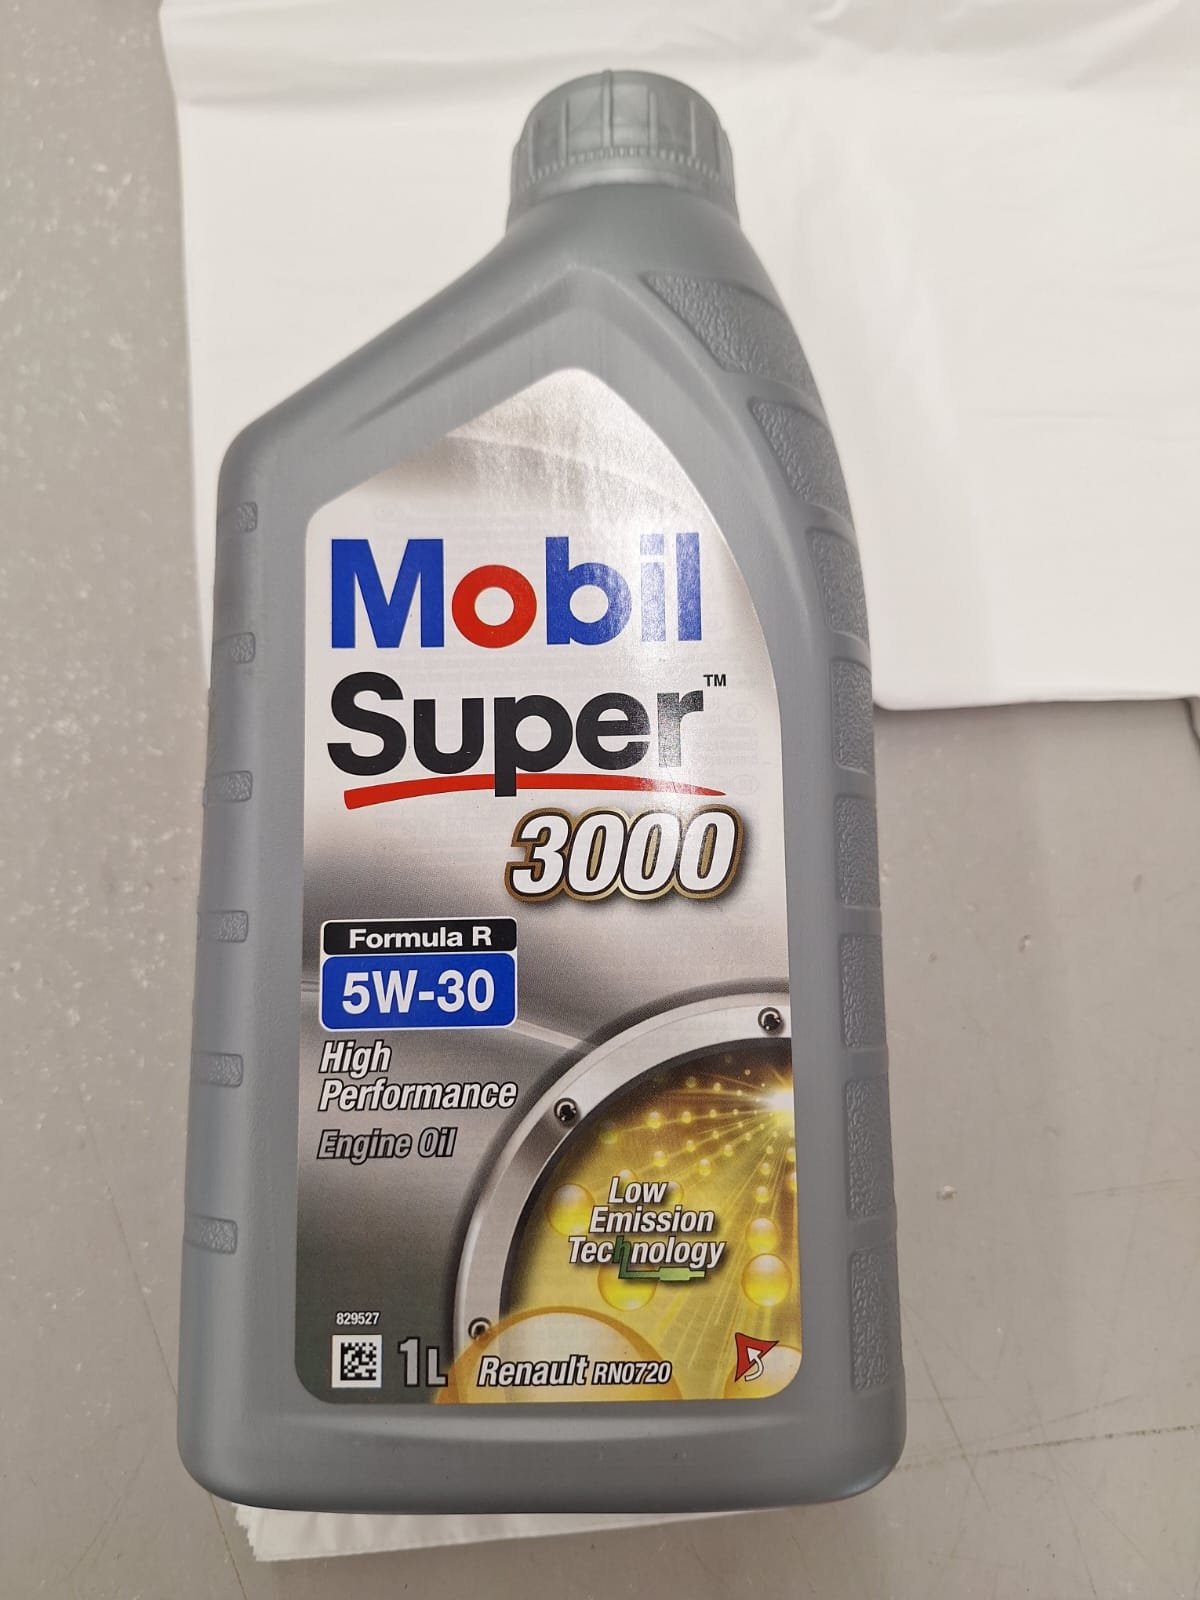 Mobil
Super™
3000
Formula R
5W-30
High
Performance
Engine Oil
Low
Emission
Technology
829527
1L
Renault RN0720